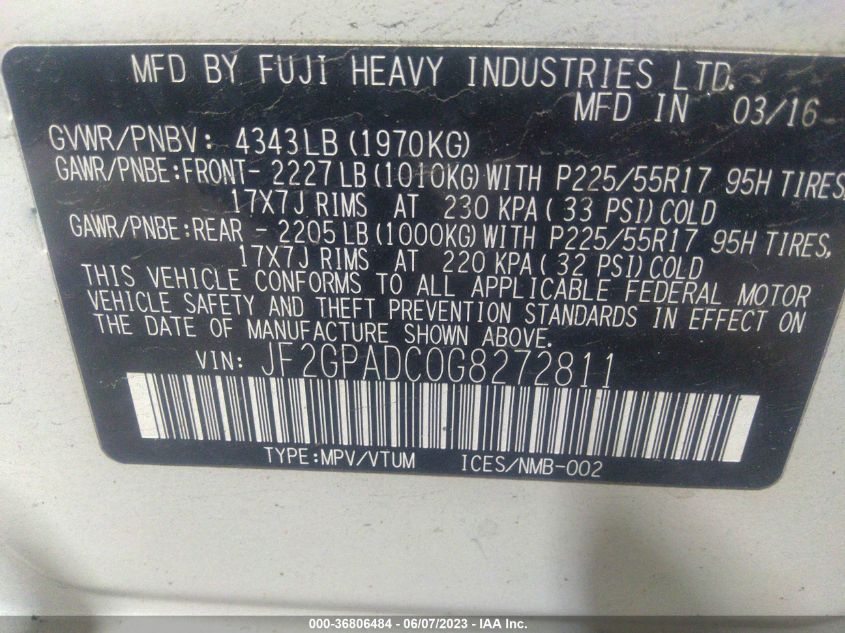 MFD BY FUJI HEAVY INDUSTRIES LTD.
MFD IN 03/16
GVWR/PNBV: 4343LB(1970KG)
GAWR/PNBE:FRONT- 2227LB(1010KG)WITH P225/55R17 95H TIRES,
17X7J RIMS AT 230 KPA( 33 PSI)COLD
GAWR/PNBE:REAR - 2205LB(1000KG)WITH P225/55R17 95H TIRES,
17X7J RIMS AT 220 KPA( 32 PSI)COLD
THIS VEHICLE CONFORMS TO ALL APPLICABLE FEDERAL MOTOR
VEHICLE SAFETY AND THEFT PREVENTION STANDARDS IN EFFECT ON
THE DATE OF MANUFACTURE SHOWN ABOVE.
VIN: JF2GPADC0G8272811
TYPE:MPV/VTUM ICES/NMB-002
000-36806484 - 06/07/2023 - IAA Inc.